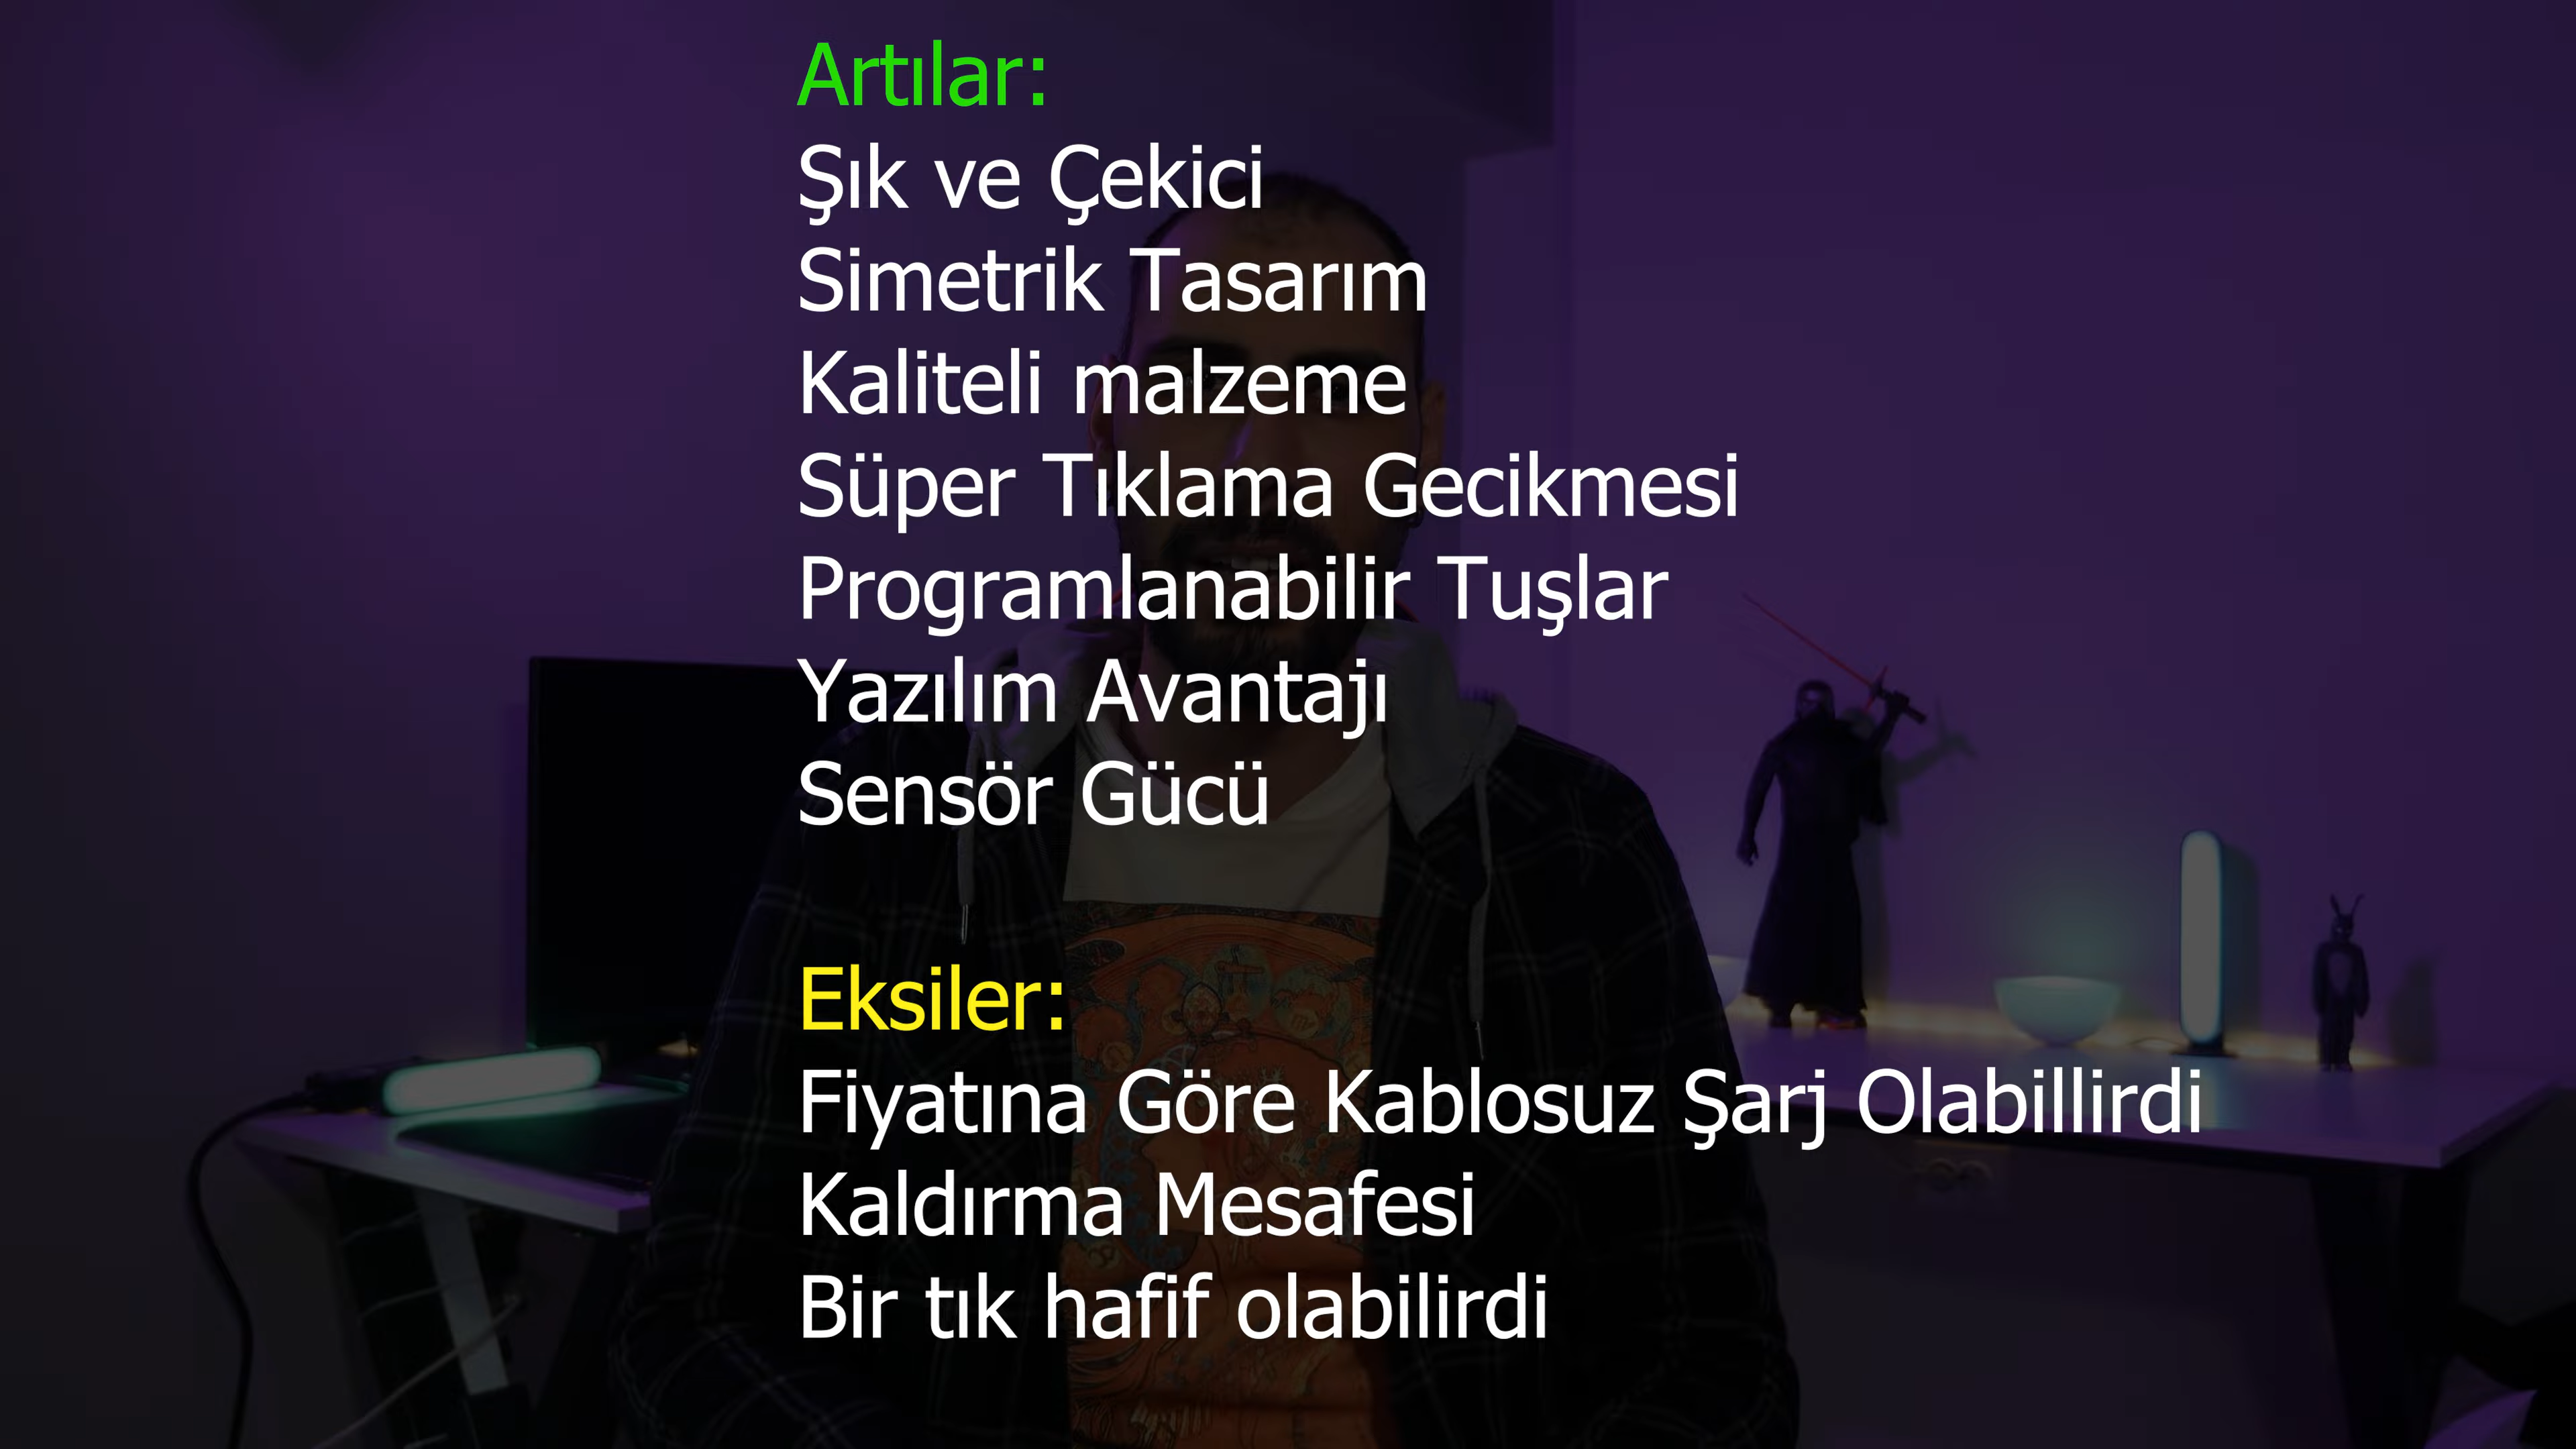 Artılar:
Şık ve Çekici
Simetrik Tasarım
Kaliteli malzeme
Süper Tıklama Gecikmesi
Programlanabilir Tuşlar
Yazılım Avantajı
Sensör Gücü
Eksiler:
Fiyatına Göre Kablosuz Şarj Olabillirdi
Kaldırma Mesafesi
Bir tık hafif olabilirdi